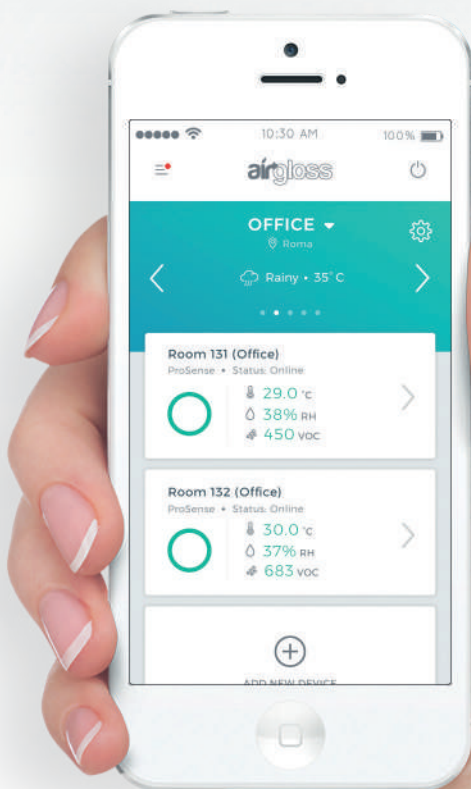 10:30 AM
100%
airgloss
OFFICE
Roma
Rainy • 35° C
Room 131 (Office)
ProSense • Status: Online
29.0 °C
38% RH
450 VOC
Room 132 (Office)
ProSense • Status: Online
30.0 °C
37% RH
683 VOC
ADD NEW DEVICE